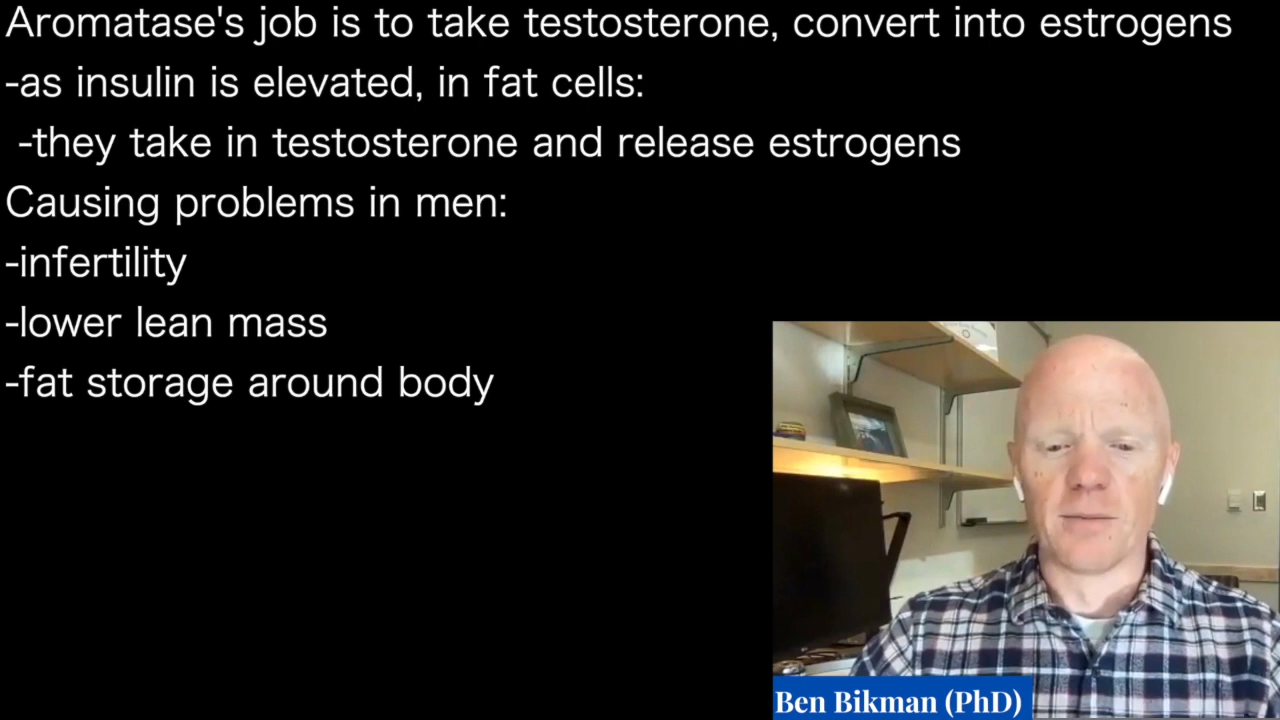 Aromatase's job is to take testosterone, convert into estrogens
-as insulin is elevated, in fat cells:
-they take in testosterone and release estrogens
Causing problems in men:
-infertility
-lower lean mass
-fat storage around body
Ben Bikman (PhD)